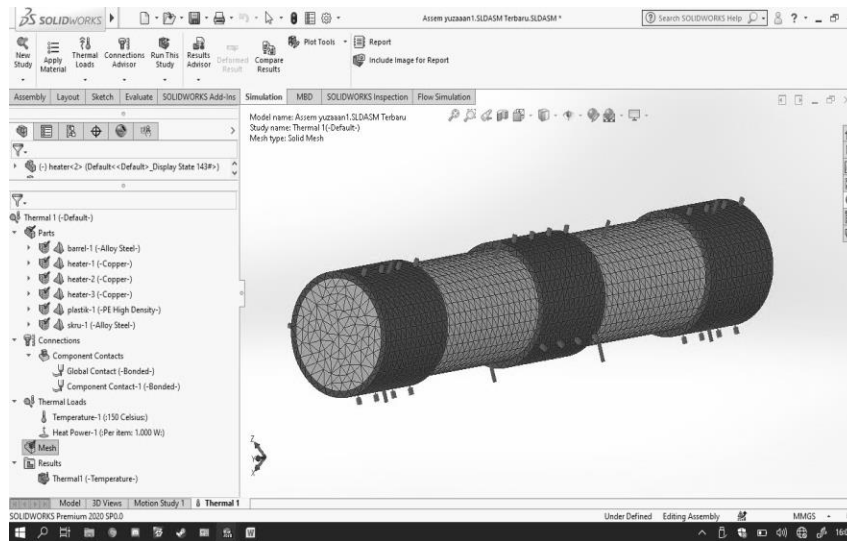 SOLIDWORKS
Assem yuzaaan1.SLDASM Terbaru.SLDASM *
Search SOLIDWORKS Help
New Study
Apply Material
Thermal Loads
Connections Advisor
Run This Study
Results Advisor
Deformed Result
Compare Results
Plot Tools
Report
Include Image for Report
Assembly Layout Sketch Evaluate SOLIDWORKS Add-Ins Simulation MBD SOLIDWORKS Inspection Flow Simulation
Model name: Assem yuzaaan1.SLDASM Terbaru
Study name: Thermal 1(-Default-)
Mesh type: Solid Mesh
(-) heater<2> (Default<<Default>_Display State 143#>)
Thermal 1 (-Default-)
Parts
barrel-1 (-Alloy Steel-)
heater-1 (-Copper-)
heater-2 (-Copper-)
heater-3 (-Copper-)
plastik-1 (-PE High Density-)
skru-1 (-Alloy Steel-)
Connections
Component Contacts
Global Contact (-Bonded-)
Component Contact-1 (-Bonded-)
Thermal Loads
Temperature-1 (:150 Celsius:)
Heat Power-1 (:Per item: 1.000 W:)
Mesh
Results
Thermal1 (-Temperature-)
Z
Y
X
Model 3D Views Motion Study 1 Thermal 1
SOLIDWORKS Premium 2020 SP0.0
Under Defined Editing Assembly MMGS